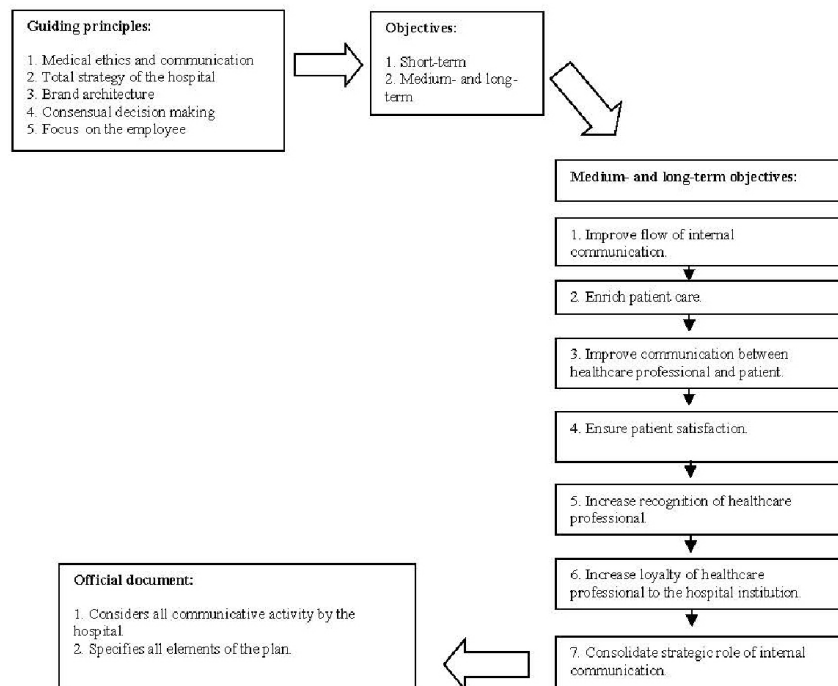 Guiding principles:
1. Medical ethics and communication
2. Total strategy of the hospital
3. Brand architecture
4. Consensual decision making
5. Focus on the employee
Objectives:
1. Short-term
2. Medium- and long-
term
Medium- and long-term objectives:
1. Improve flow of internal
communication.
2. Enrich patient care.
3. Improve communication between
healthcare professional and patient.
4. Ensure patient satisfaction.
5. Increase recognition of healthcare
professional.
6. Increase loyalty of healthcare
professional to the hospital institution.
7. Consolidate strategic role of internal
communication.
Official document:
1. Considers all communicative activity by the
hospital.
2. Specifies all elements of the plan.